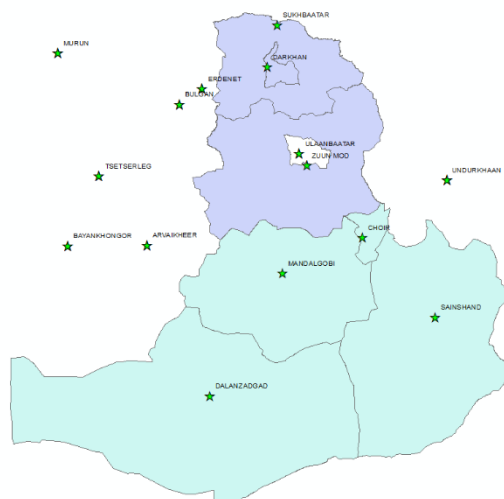 SUKHBAATAR
MURUN
DARKHAN
ERDENET
BULGAN
ULAANBAATAR
ZUUN MOD
TSETSERLEG
UNDURKHAAN
CHOIR
BAYANKHONGOR
ARVAIKHEER
MANDALGOBI
SAINSHAND
DALANZADGAD